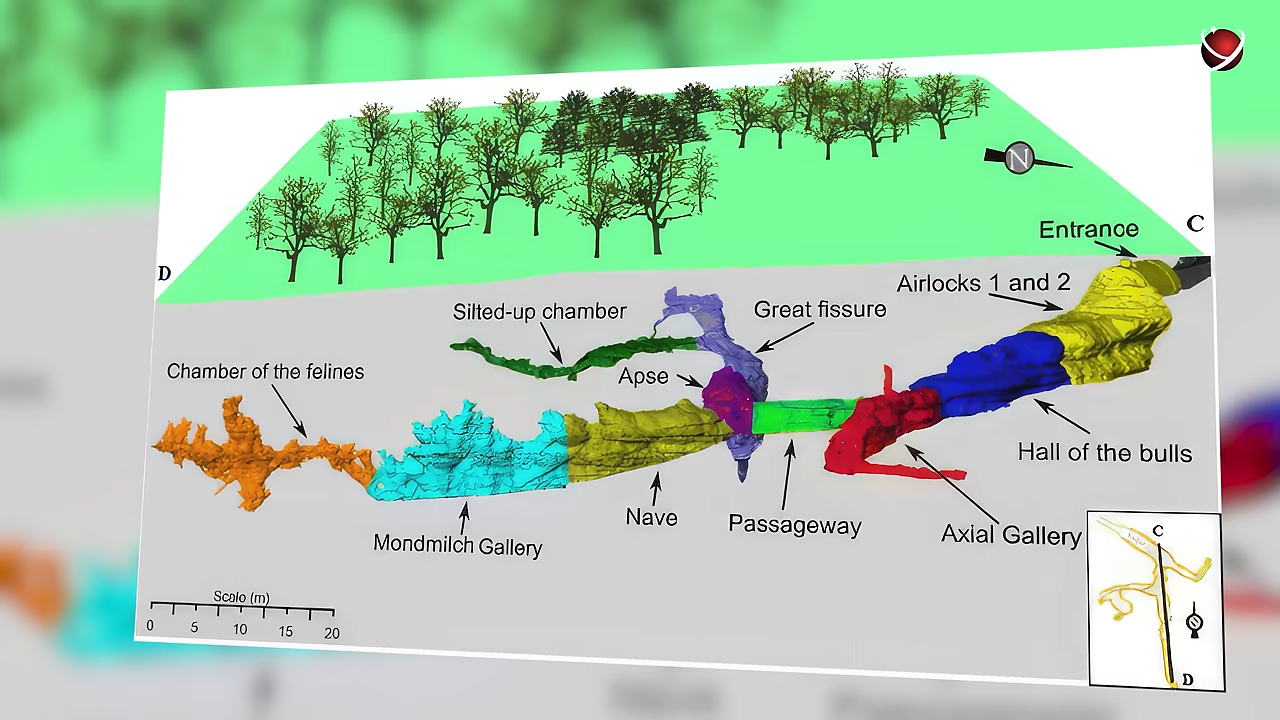 N
C
Entrance
D
Airlocks 1 and 2
Silted-up chamber
Great fissure
Chamber of the felines
Apse
Hall of the bulls
Nave
Passageway
Axial Gallery
Mondmilch Gallery
C
Scale (m)
0 5 10 15 20
D